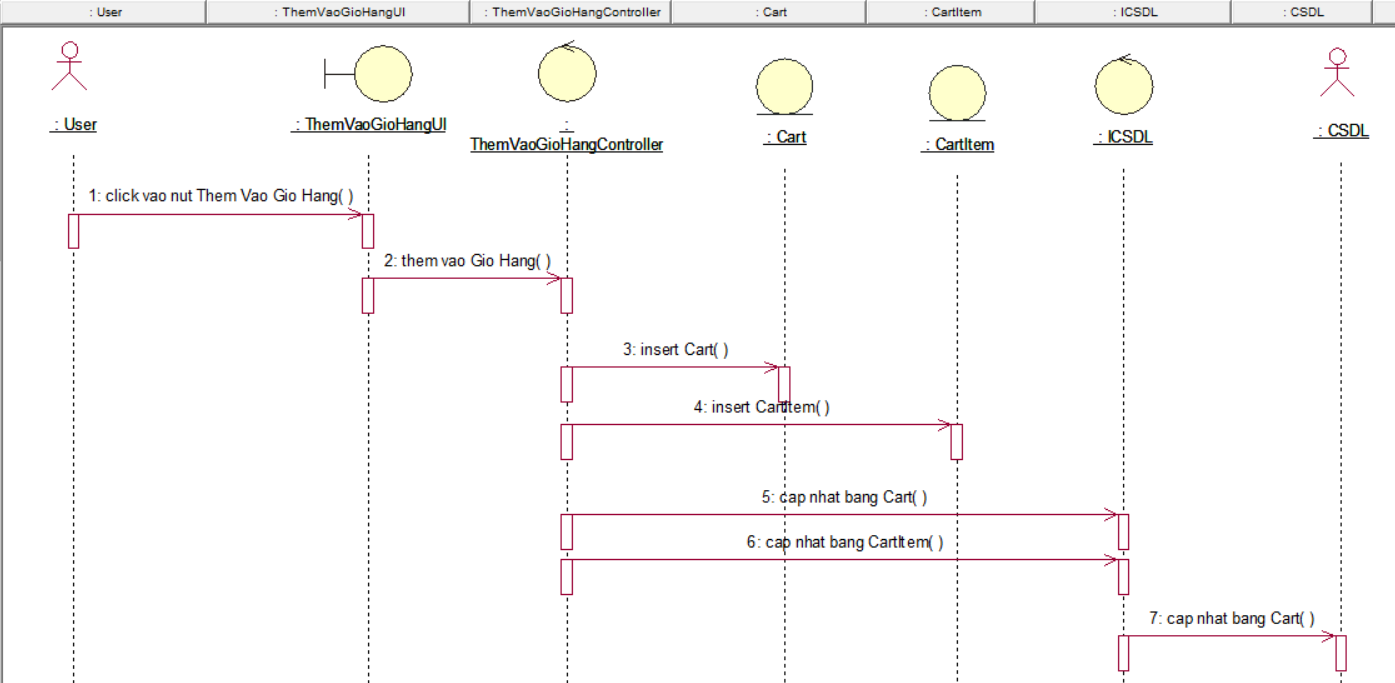 : User
: ThemVaoGioHangUI
: ThemVaoGioHangController
: Cart
: CartItem
: ICSDL
: CSDL
: User
: ThemVaoGioHangUI
:
ThemVaoGioHangController
: Cart
: CartItem
: ICSDL
: CSDL
1: click vao nut Them Vao Gio Hang( )
2: them vao Gio Hang( )
3: insert Cart( )
4: insert CartItem( )
5: cap nhat bang Cart( )
6: cap nhat bang CartItem( )
7: cap nhat bang Cart( )